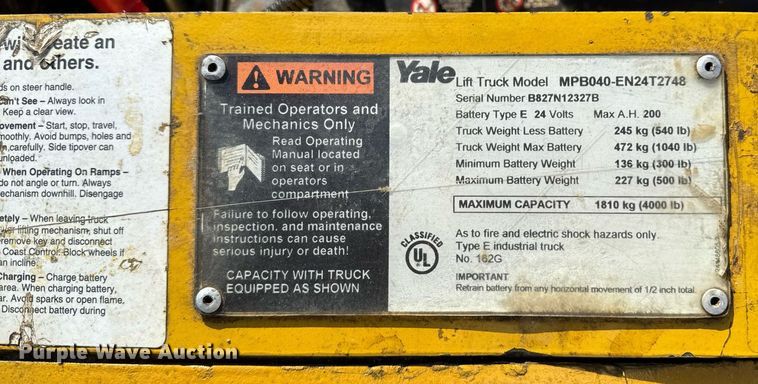 eate an
and others.
ds on steer handle.
Can't See – Always look in
Keep a clear view.
ovement – Start, stop, travel,
moothly. Avoid bumps, holes and
carefully. Side tipover can
unloaded.
When Operating On Ramps –
do not angle or turn. Always
echanism downhill. Disengage
etely – When leaving truck
wer lifting mechanism, shut off
remove key and disconnect
Coast Control. Block wheels if
an incline.
Charging – Charge battery
area. When charging battery,
ar. Avoid sparks or open flame.
Disconnect battery during
WARNING
Trained Operators and
Mechanics Only
Read Operating
Manual located
on seat or in
operators
compartment
Failure to follow operating,
inspection, and maintenance
instructions can cause
serious injury or death!
CAPACITY WITH TRUCK
EQUIPPED AS SHOWN
Yale Lift Truck Model MPB040-EN24T2748
Serial Number B827N12327B
Battery Type E 24 Volts Max A.H. 200
Truck Weight Less Battery 245 kg (540 lb)
Truck Weight Max Battery 472 kg (1040 lb)
Minimum Battery Weight 136 kg (300 lb)
Maximum Battery Weight 227 kg (500 lb)
MAXIMUM CAPACITY 1810 kg (4000 lb)
CLASSIFIED
UL
As to fire and electric shock hazards only.
Type E industrial truck
No. 162G
IMPORTANT
Retrain battery from any horizontal movement of 1/2 inch total.
Purple Wave Auction